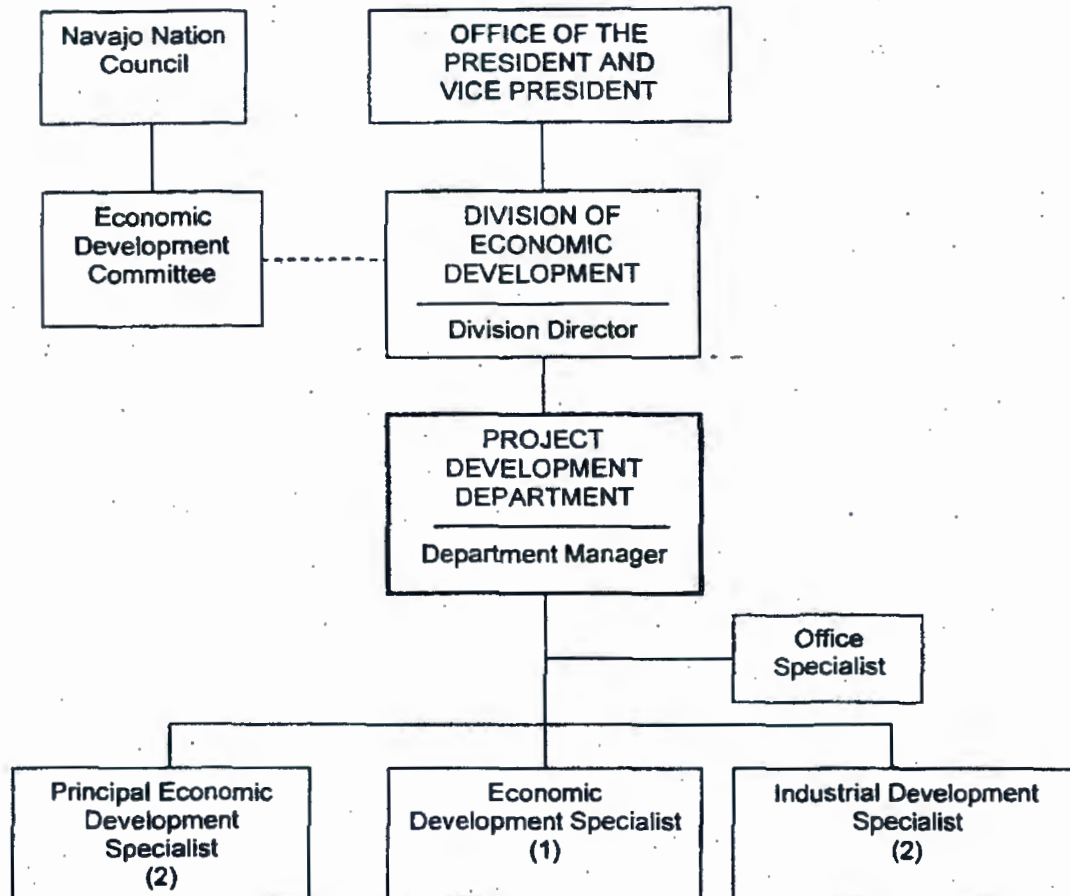 Navajo Nation
Council
OFFICE OF THE
PRESIDENT AND
VICE PRESIDENT
Economic
Development
Committee
DIVISION OF
ECONOMIC
DEVELOPMENT
Division Director
PROJECT
DEVELOPMENT
DEPARTMENT
Department Manager
Office
Specialist
Principal Economic
Development
Specialist
(2)
Economic
Development Specialist
(1)
Industrial Development
Specialist
(2)